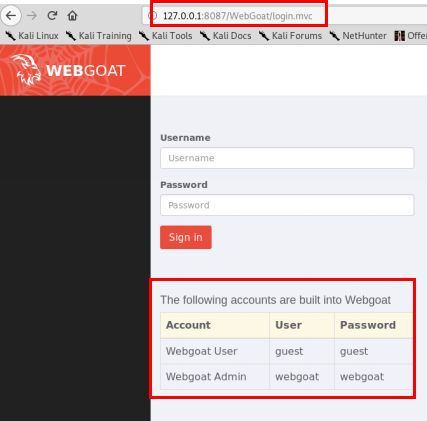 127.0.0.1:8087/WebGoat/login.mvc
Kali Linux Kali Training Kali Tools Kali Docs Kali Forums NetHunter Offe
WEBGOAT
Username
Username
Password
Password
Sign in
The following accounts are built into Webgoat
Account User Password
Webgoat User guest guest
Webgoat Admin webgoat webgoat